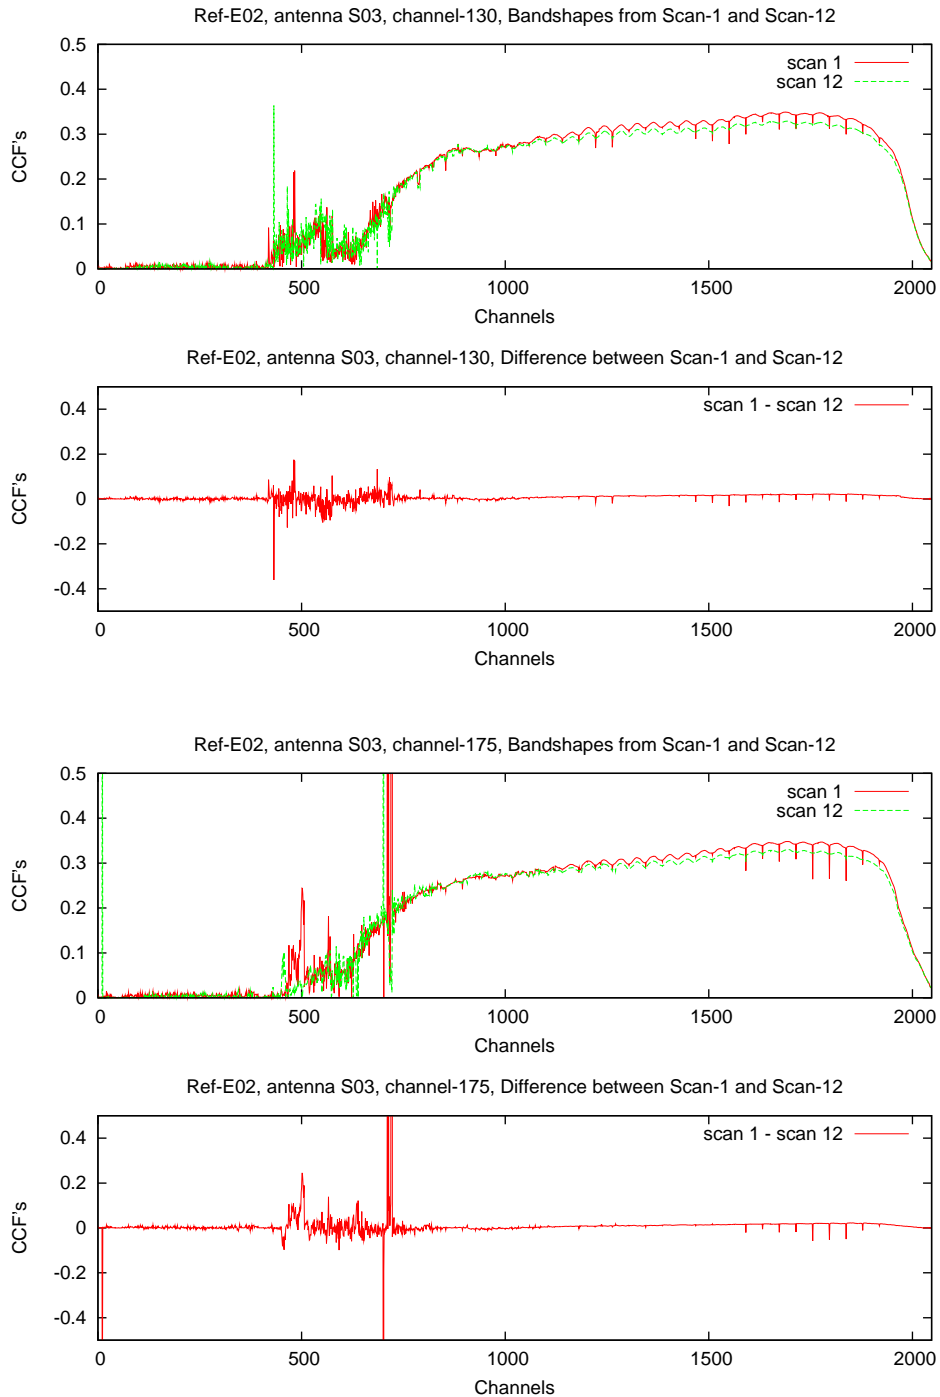 Ref-E02, antenna S03, channel-130, Bandshapes from Scan-1 and Scan-12
0.5
0.4
0.3
0.2
0.1
0
CCF's
scan 1
scan 12
0 500 1000 1500 2000
Channels
Ref-E02, antenna S03, channel-130, Difference between Scan-1 and Scan-12
0.4
0.2
0
-0.2
-0.4
CCF's
scan 1 - scan 12
0 500 1000 1500 2000
Channels
Ref-E02, antenna S03, channel-175, Bandshapes from Scan-1 and Scan-12
0.5
0.4
0.3
0.2
0.1
0
CCF's
scan 1
scan 12
0 500 1000 1500 2000
Channels
Ref-E02, antenna S03, channel-175, Difference between Scan-1 and Scan-12
0.4
0.2
0
-0.2
-0.4
CCF's
scan 1 - scan 12
0 500 1000 1500 2000
Channels